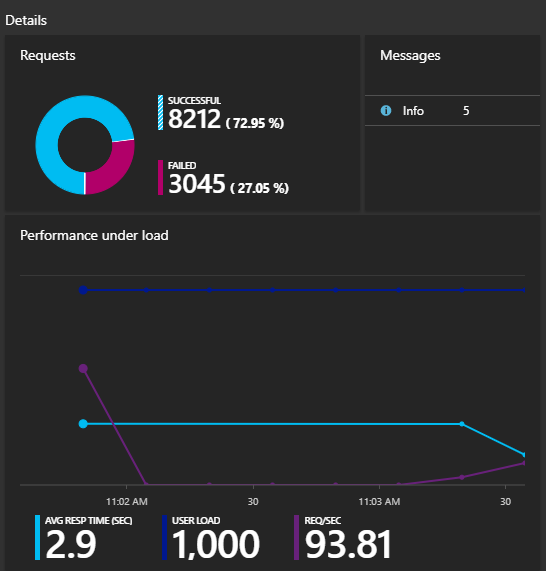 Details
Requests
Messages
SUCCESSFUL
8212 ( 72.95 %)
FAILED
3045 ( 27.05 %)
i Info 5
Performance under load
11:02 AM 30 11:03 AM 30
AVG RESP TIME (SEC) USER LOAD REQ/SEC
2.9 1,000 93.81